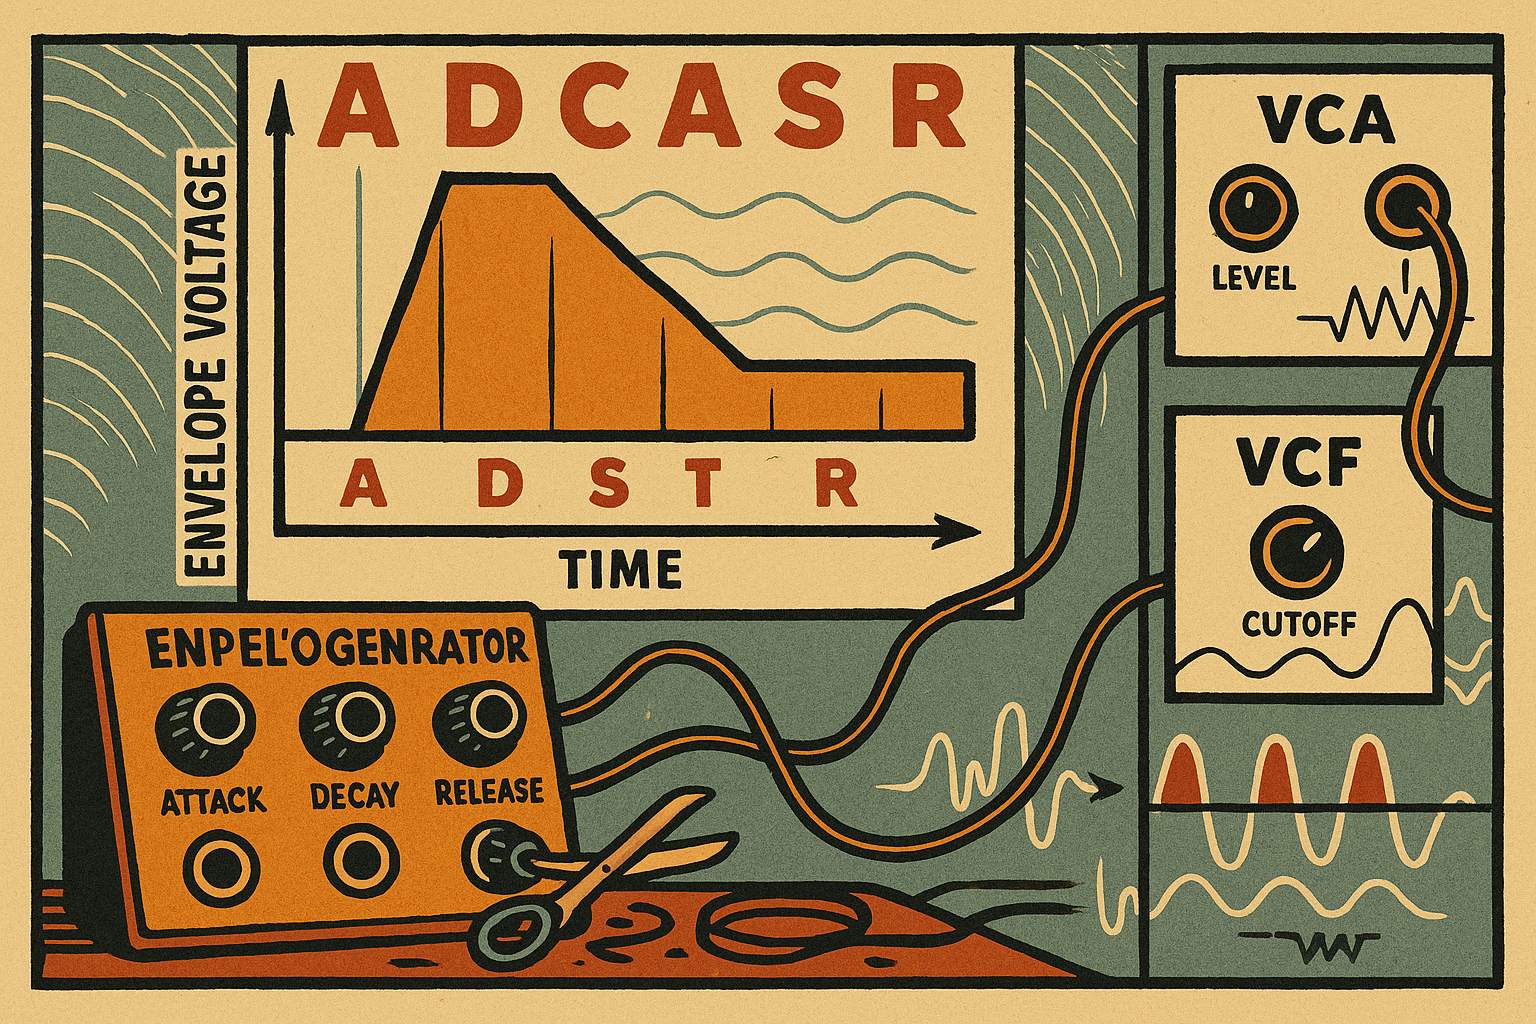 ADCASR
ENVELOPE VOLTAGE
A D S T R
TIME
VCA
LEVEL
VCF
CUTOFF
ENPEL'OGENRATOR
ATTACK DECAY RELEASE